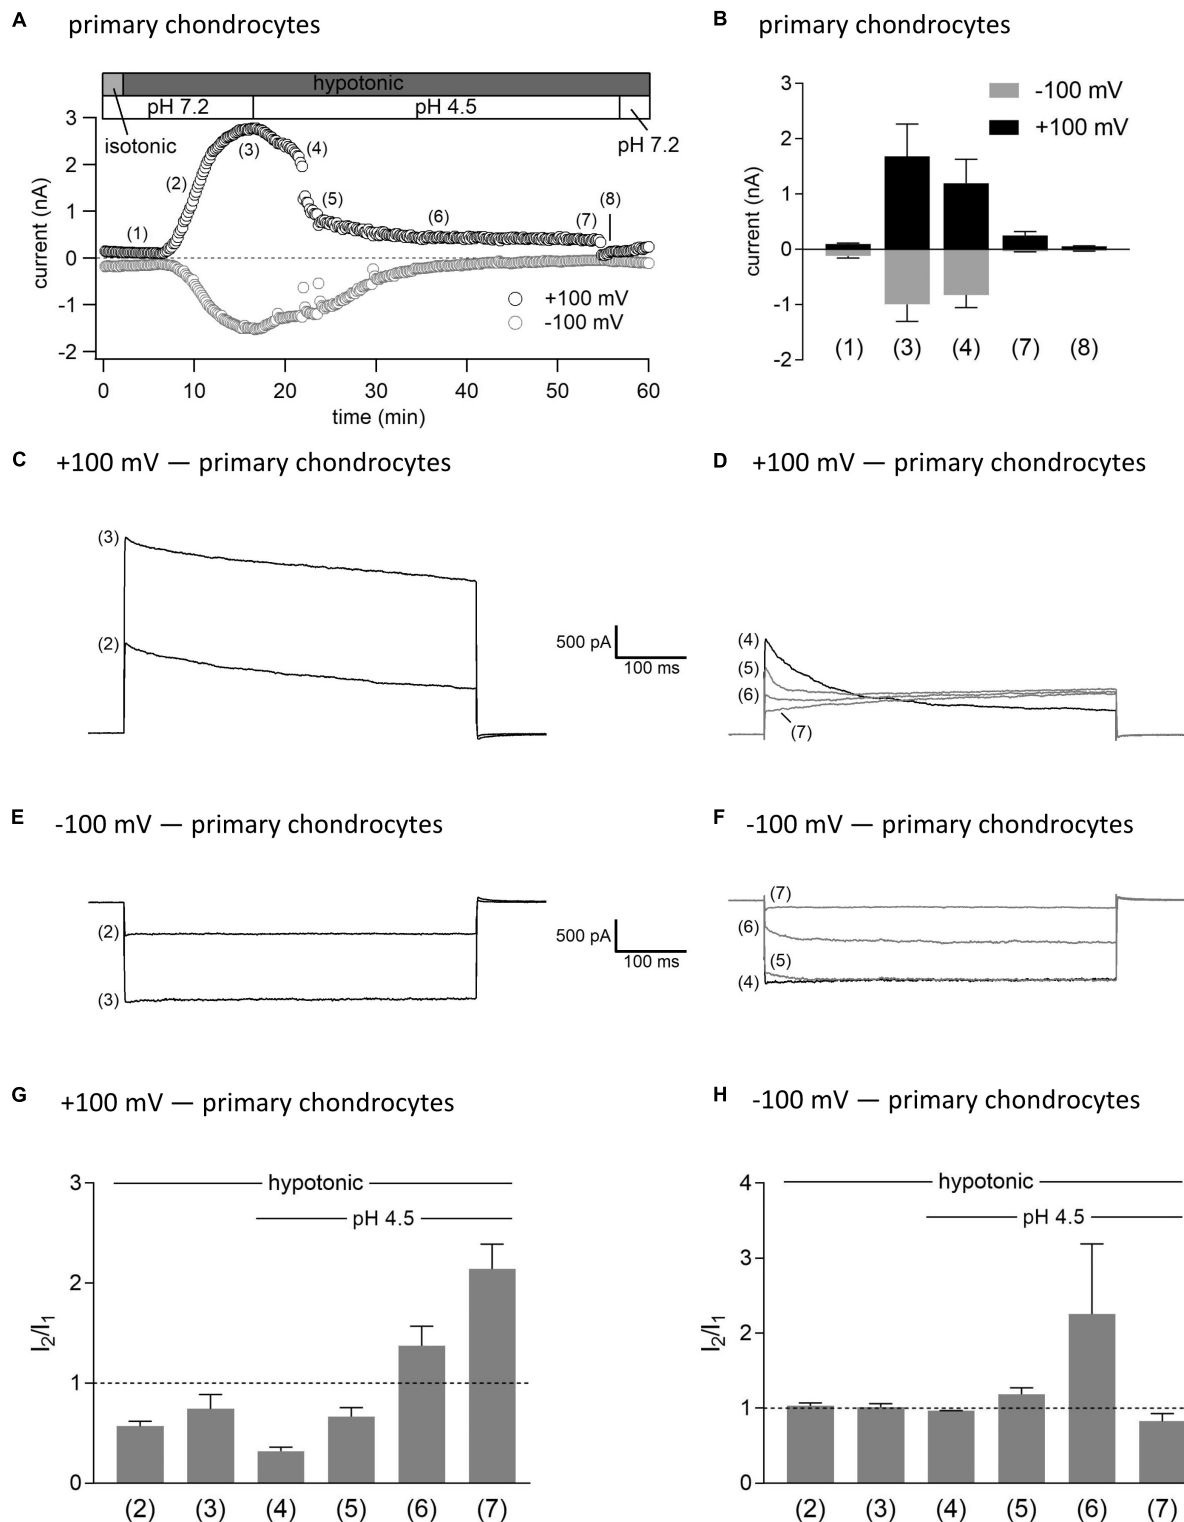 A primary chondrocytes
hypotonic
pH 7.2 pH 4.5
isotonic pH 7.2
3
2
1
0
-1
-2
current (nA)
(1) (2) (3) (4) (5) (6) (7) (8)
+100 mV
-100 mV
0 10 20 30 40 50 60
time (min)
B primary chondrocytes
-100 mV
+100 mV
3
2
1
0
-1
-2
current (nA)
(1) (3) (4) (7) (8)
C +100 mV — primary chondrocytes
(3)
(2)
500 pA
100 ms
D +100 mV — primary chondrocytes
(4)
(5)
(6)
(7)
E -100 mV — primary chondrocytes
(2)
(3)
500 pA
100 ms
F -100 mV — primary chondrocytes
(7)
(6)
(5)
(4)
G +100 mV — primary chondrocytes
hypotonic
pH 4.5
3
2
1
0
I2/I1
(2) (3) (4) (5) (6) (7)
H -100 mV — primary chondrocytes
hypotonic
pH 4.5
4
3
2
1
0
I2/I1
(2) (3) (4) (5) (6) (7)